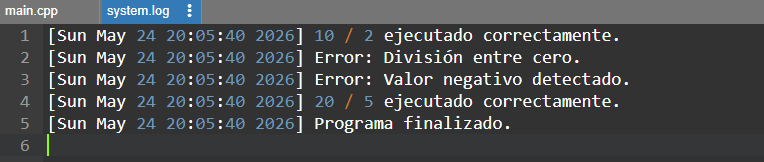 main.cpp system.log
1 [Sun May 24 20:05:40 2026] 10 / 2 ejecutado correctamente.
2 [Sun May 24 20:05:40 2026] Error: División entre cero.
3 [Sun May 24 20:05:40 2026] Error: Valor negativo detectado.
4 [Sun May 24 20:05:40 2026] 20 / 5 ejecutado correctamente.
5 [Sun May 24 20:05:40 2026] Programa finalizado.
6